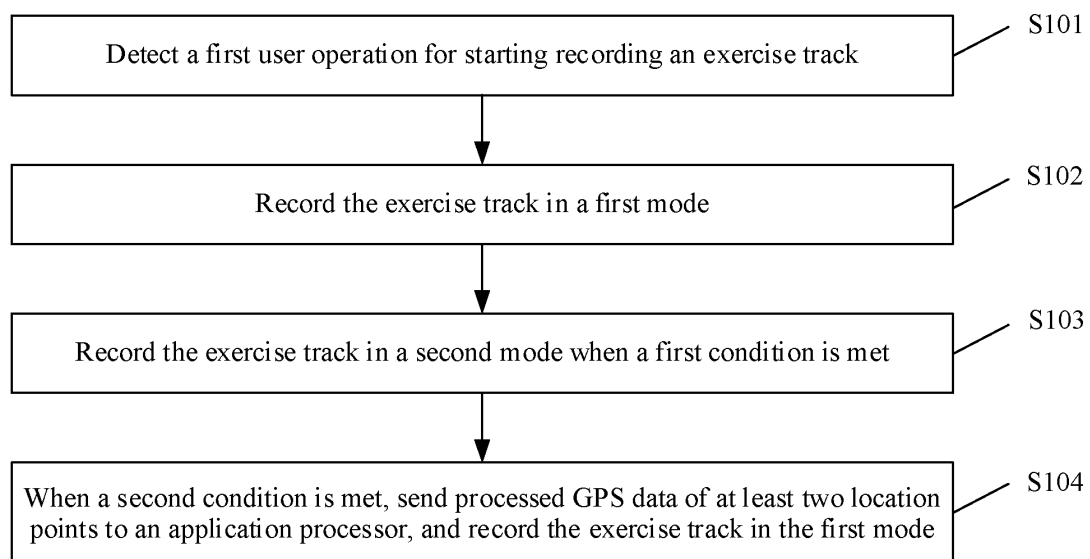 Detect a first user operation for starting recording an exercise track
S101
Record the exercise track in a first mode
S102
Record the exercise track in a second mode when a first condition is met
S103
When a second condition is met, send processed GPS data of at least two location
points to an application processor, and record the exercise track in the first mode
S104